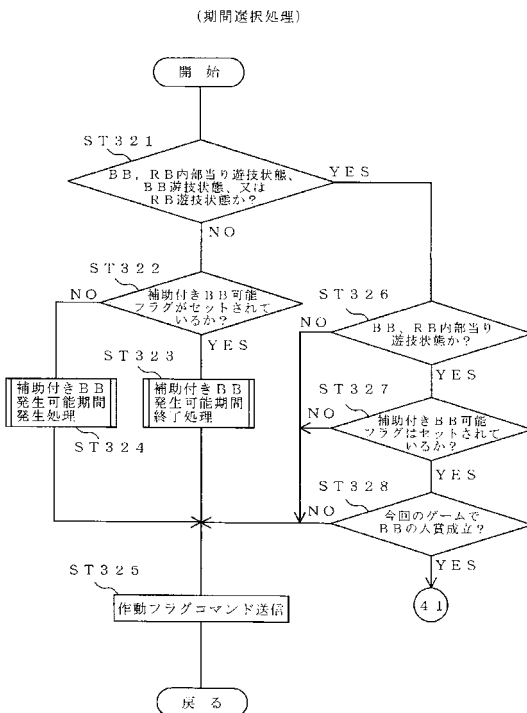 (期間選択処理)
開 始
ST321
BB，RB内部当り遊技状態、
BB遊技状態、又は
RB遊技状態か？
YES
NO
ST322
補助付きBB可能
フラグがセットされて
いるか？
NO
YES
ST323
補助付きBB
発生可能期間
終了処理
補助付きBB
発生可能期間
発生処理
ST324
ST326
BB、RB内部当り
遊技状態か？
NO
YES
ST327
補助付きBB可能
フラグはセットされて
いるか？
NO
YES
ST328
今回のゲームで
BBの入賞成立？
NO
YES
41
ST325
作動フラグコマンド送信
戻 る